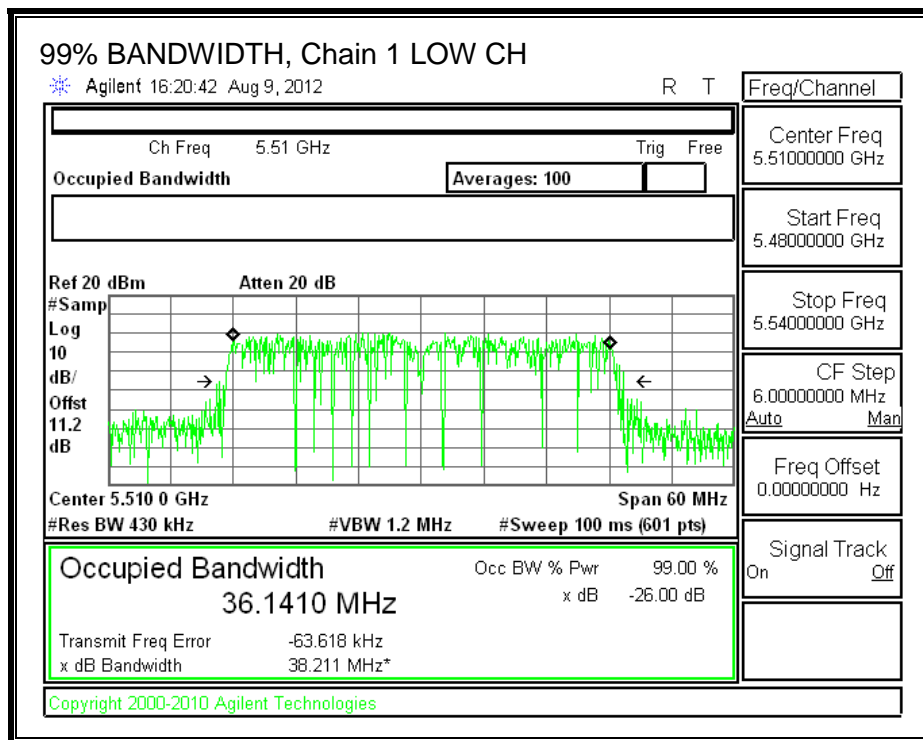 99% BANDWIDTH, Chain 1 LOW CH
Agilent 16:20:42 Aug 9, 2012 R T
Freq/Channel
Ch Freq 5.51 GHz Trig Free
Occupied Bandwidth Averages: 100
Center Freq
5.51000000 GHz
Start Freq
5.48000000 GHz
Stop Freq
5.54000000 GHz
CF Step
6.00000000 MHz
Auto Man
Freq Offset
0.00000000 Hz
Signal Track
On Off
Ref 20 dBm Atten 20 dB
#Samp
Log
10
dB/
Offst
11.2
dB
Center 5.510 0 GHz Span 60 MHz
#Res BW 430 kHz #VBW 1.2 MHz #Sweep 100 ms (601 pts)
Occupied Bandwidth Occ BW % Pwr 99.00 %
36.1410 MHz x dB -26.00 dB
Transmit Freq Error -63.618 kHz
x dB Bandwidth 38.211 MHz*
Copyright 2000-2010 Agilent Technologies